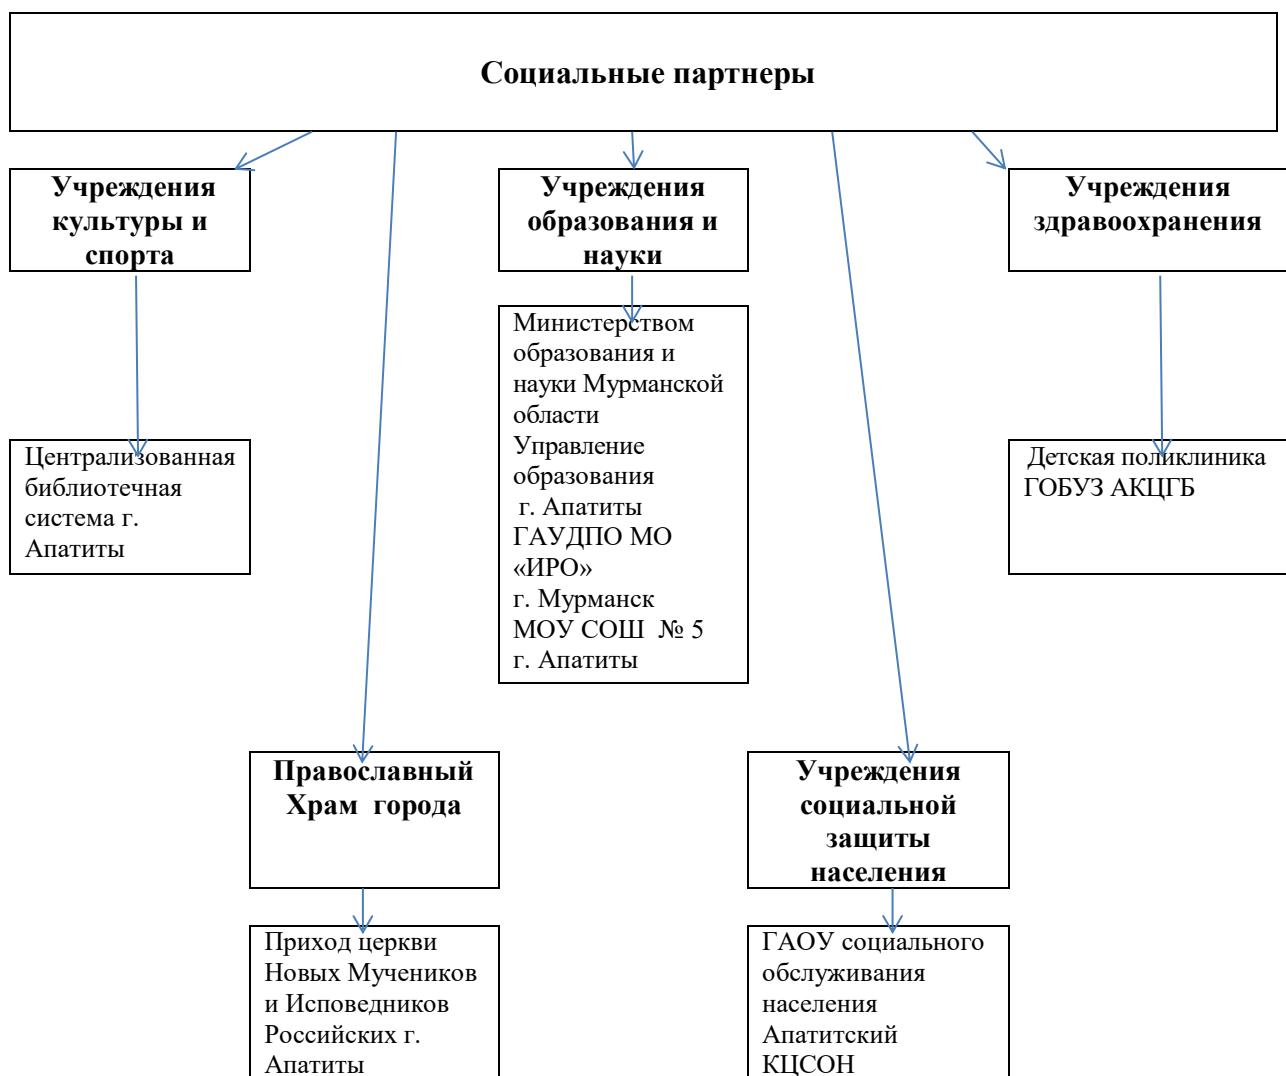 Социальные партнеры
Учреждения
культуры и
спорта
Учреждения
образования и
науки
Учреждения
здравоохранения
Централизованная
библиотечная
система г.
Апатиты
Министерством
образования и
науки Мурманской
области
Управление
образования
г. Апатиты
ГАУДПО МО
«ИРО»
г. Мурманск
МОУ СОШ № 5
г. Апатиты
Детская поликлиника
ГОБУЗ АКЦГБ
Православный
Храм города
Учреждения
социальной
защиты
населения
Приход церкви
Новых Мучеников
и Исповедников
Российских г.
Апатиты
ГАОУ социального
обслуживания
населения
Апатитский
КЦСОН